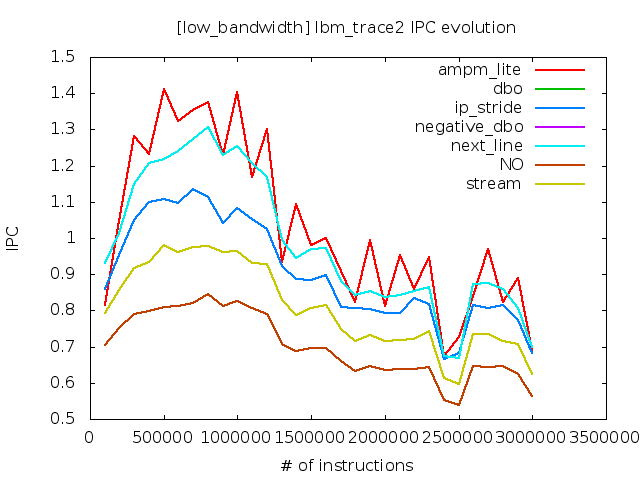 [low_bandwidth] lbm_trace2 IPC evolution
1.5
1.4
1.3
1.2
1.1
1
0.9
0.8
0.7
0.6
0.5
IPC
ampm_lite
dbo
ip_stride
negative_dbo
next_line
NO
stream
0 500000 1000000 1500000 2000000 2500000 3000000 3500000
# of instructions